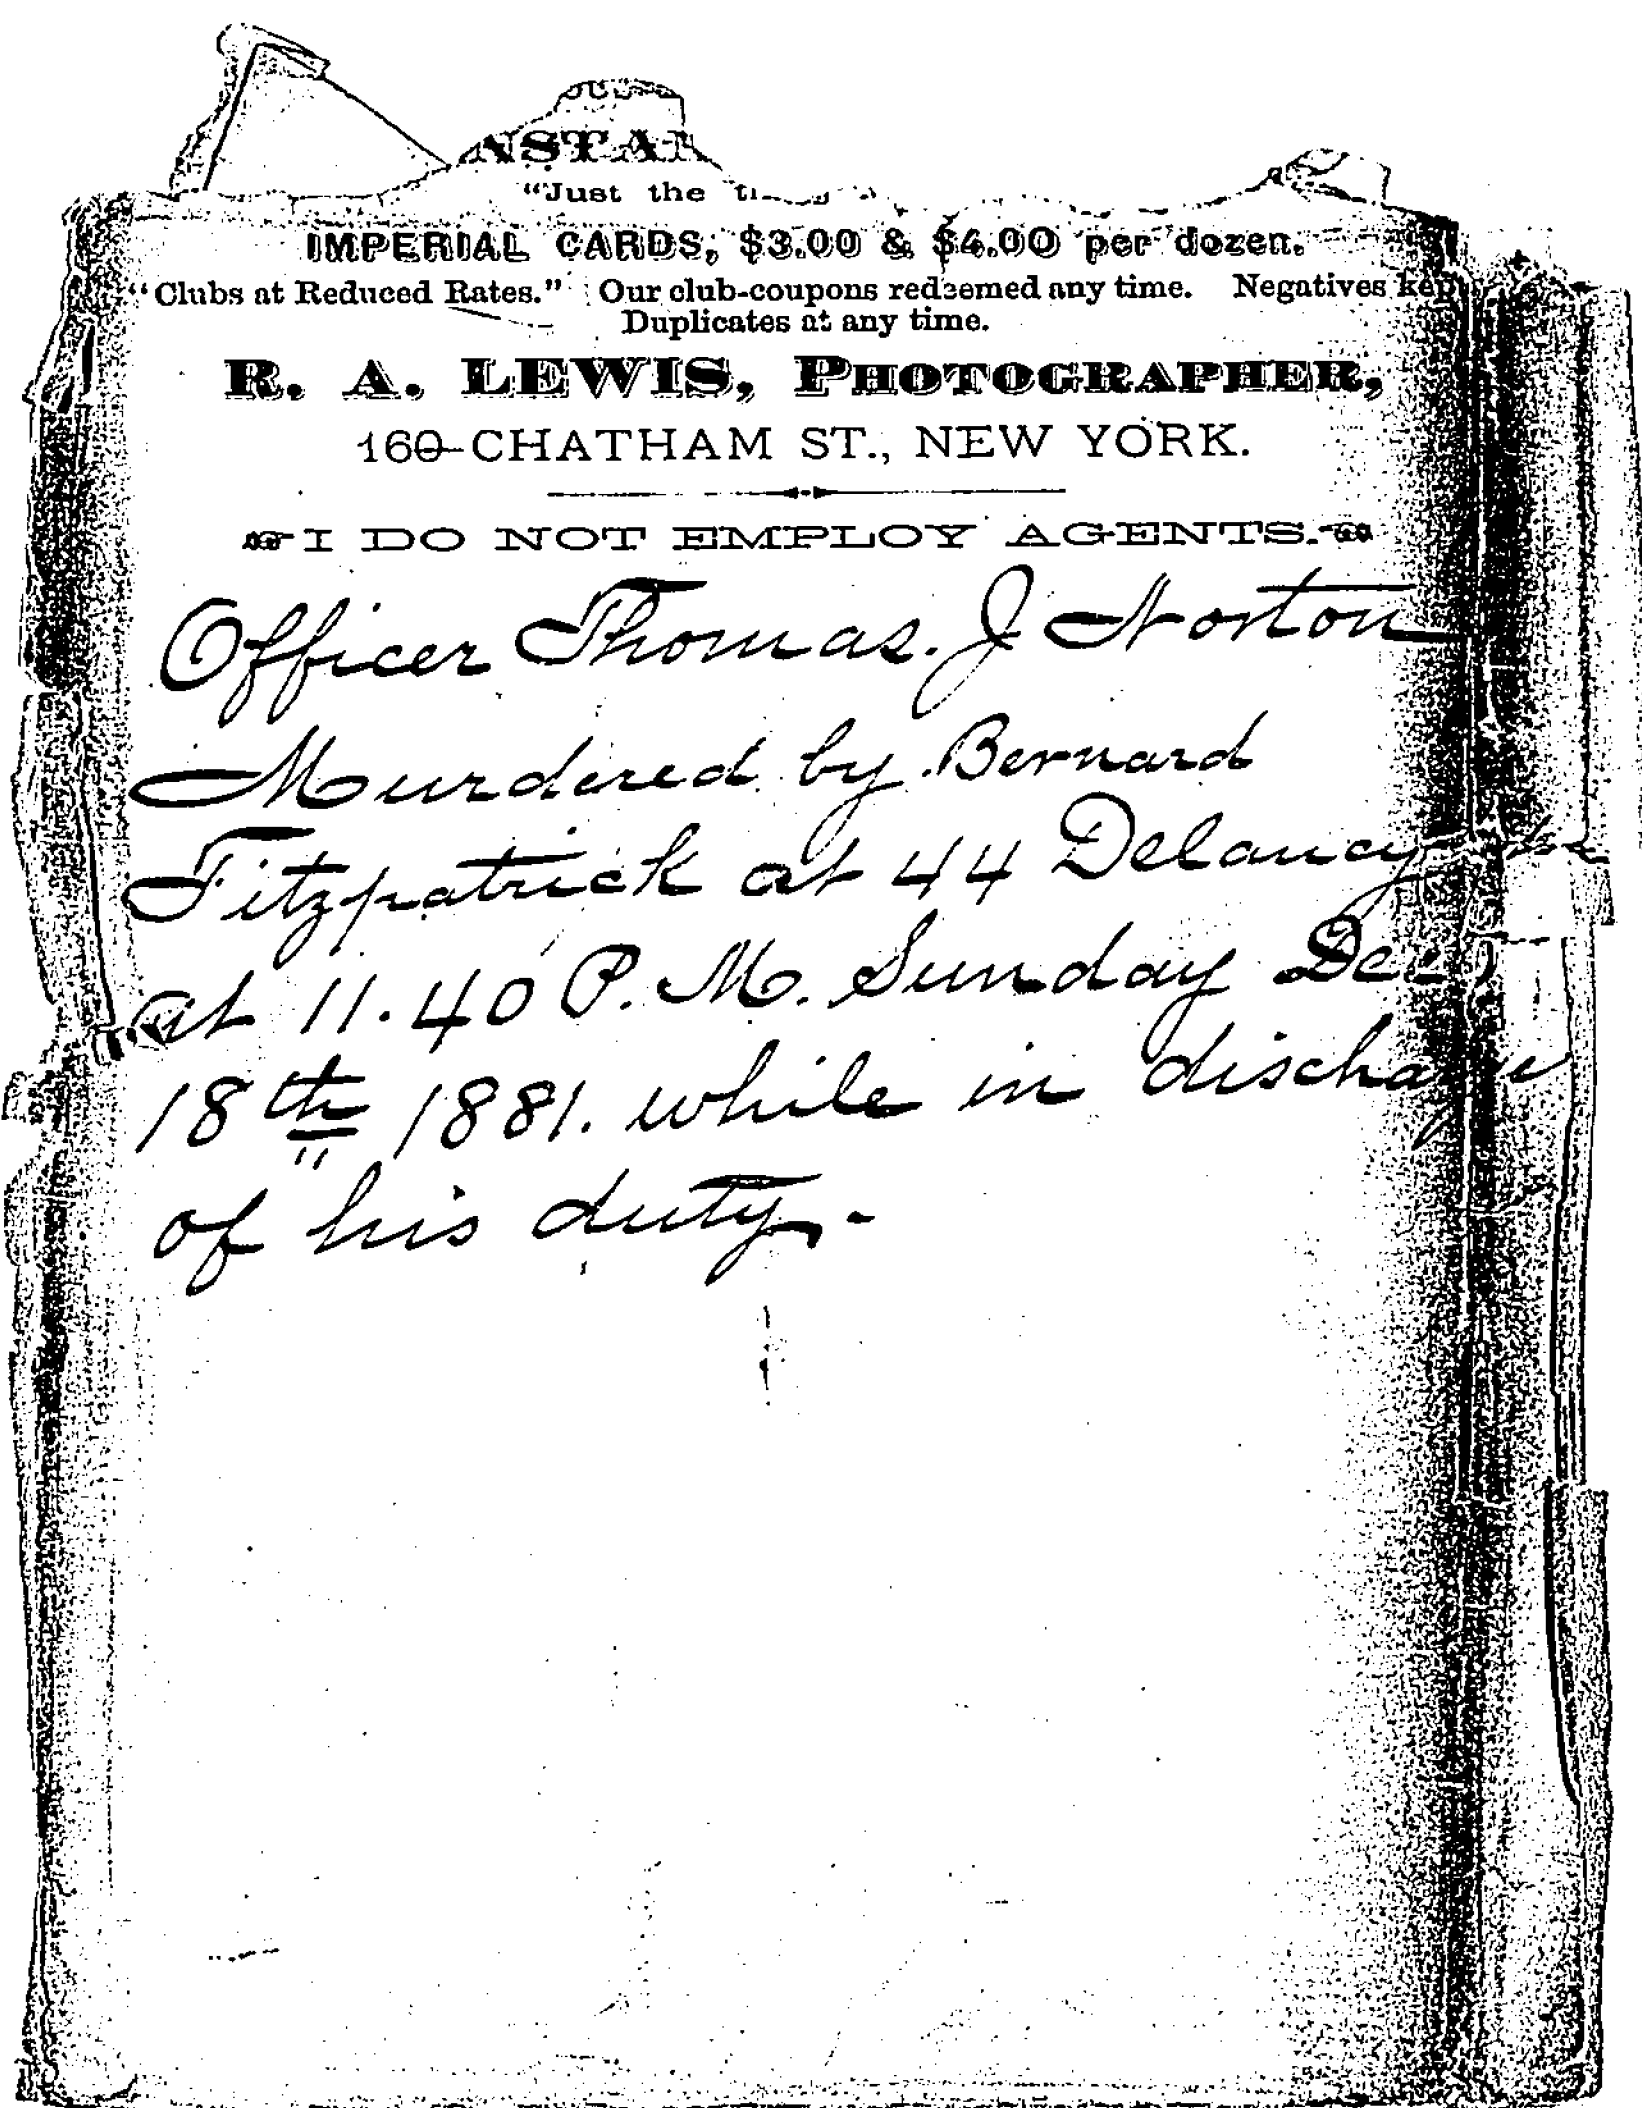 "Just the
IMPERIAL CARDS, $3.00 & $4.00 per dozen.
"Clubs at Reduced Rates." Our club-coupons redeemed any time. Negatives kept
Duplicates at any time.
R. A. LEWIS, PHOTOGRAPHER,
160 CHATHAM ST., NEW YORK.
I DO NOT EMPLOY AGENTS.
Officer Thomas. J Norton
Murdered by Bernard
Fitzpatrick at 44 Delancy
at 11.40 P.M. Sunday Dec
18th 1881. while in discharge
of his duty.